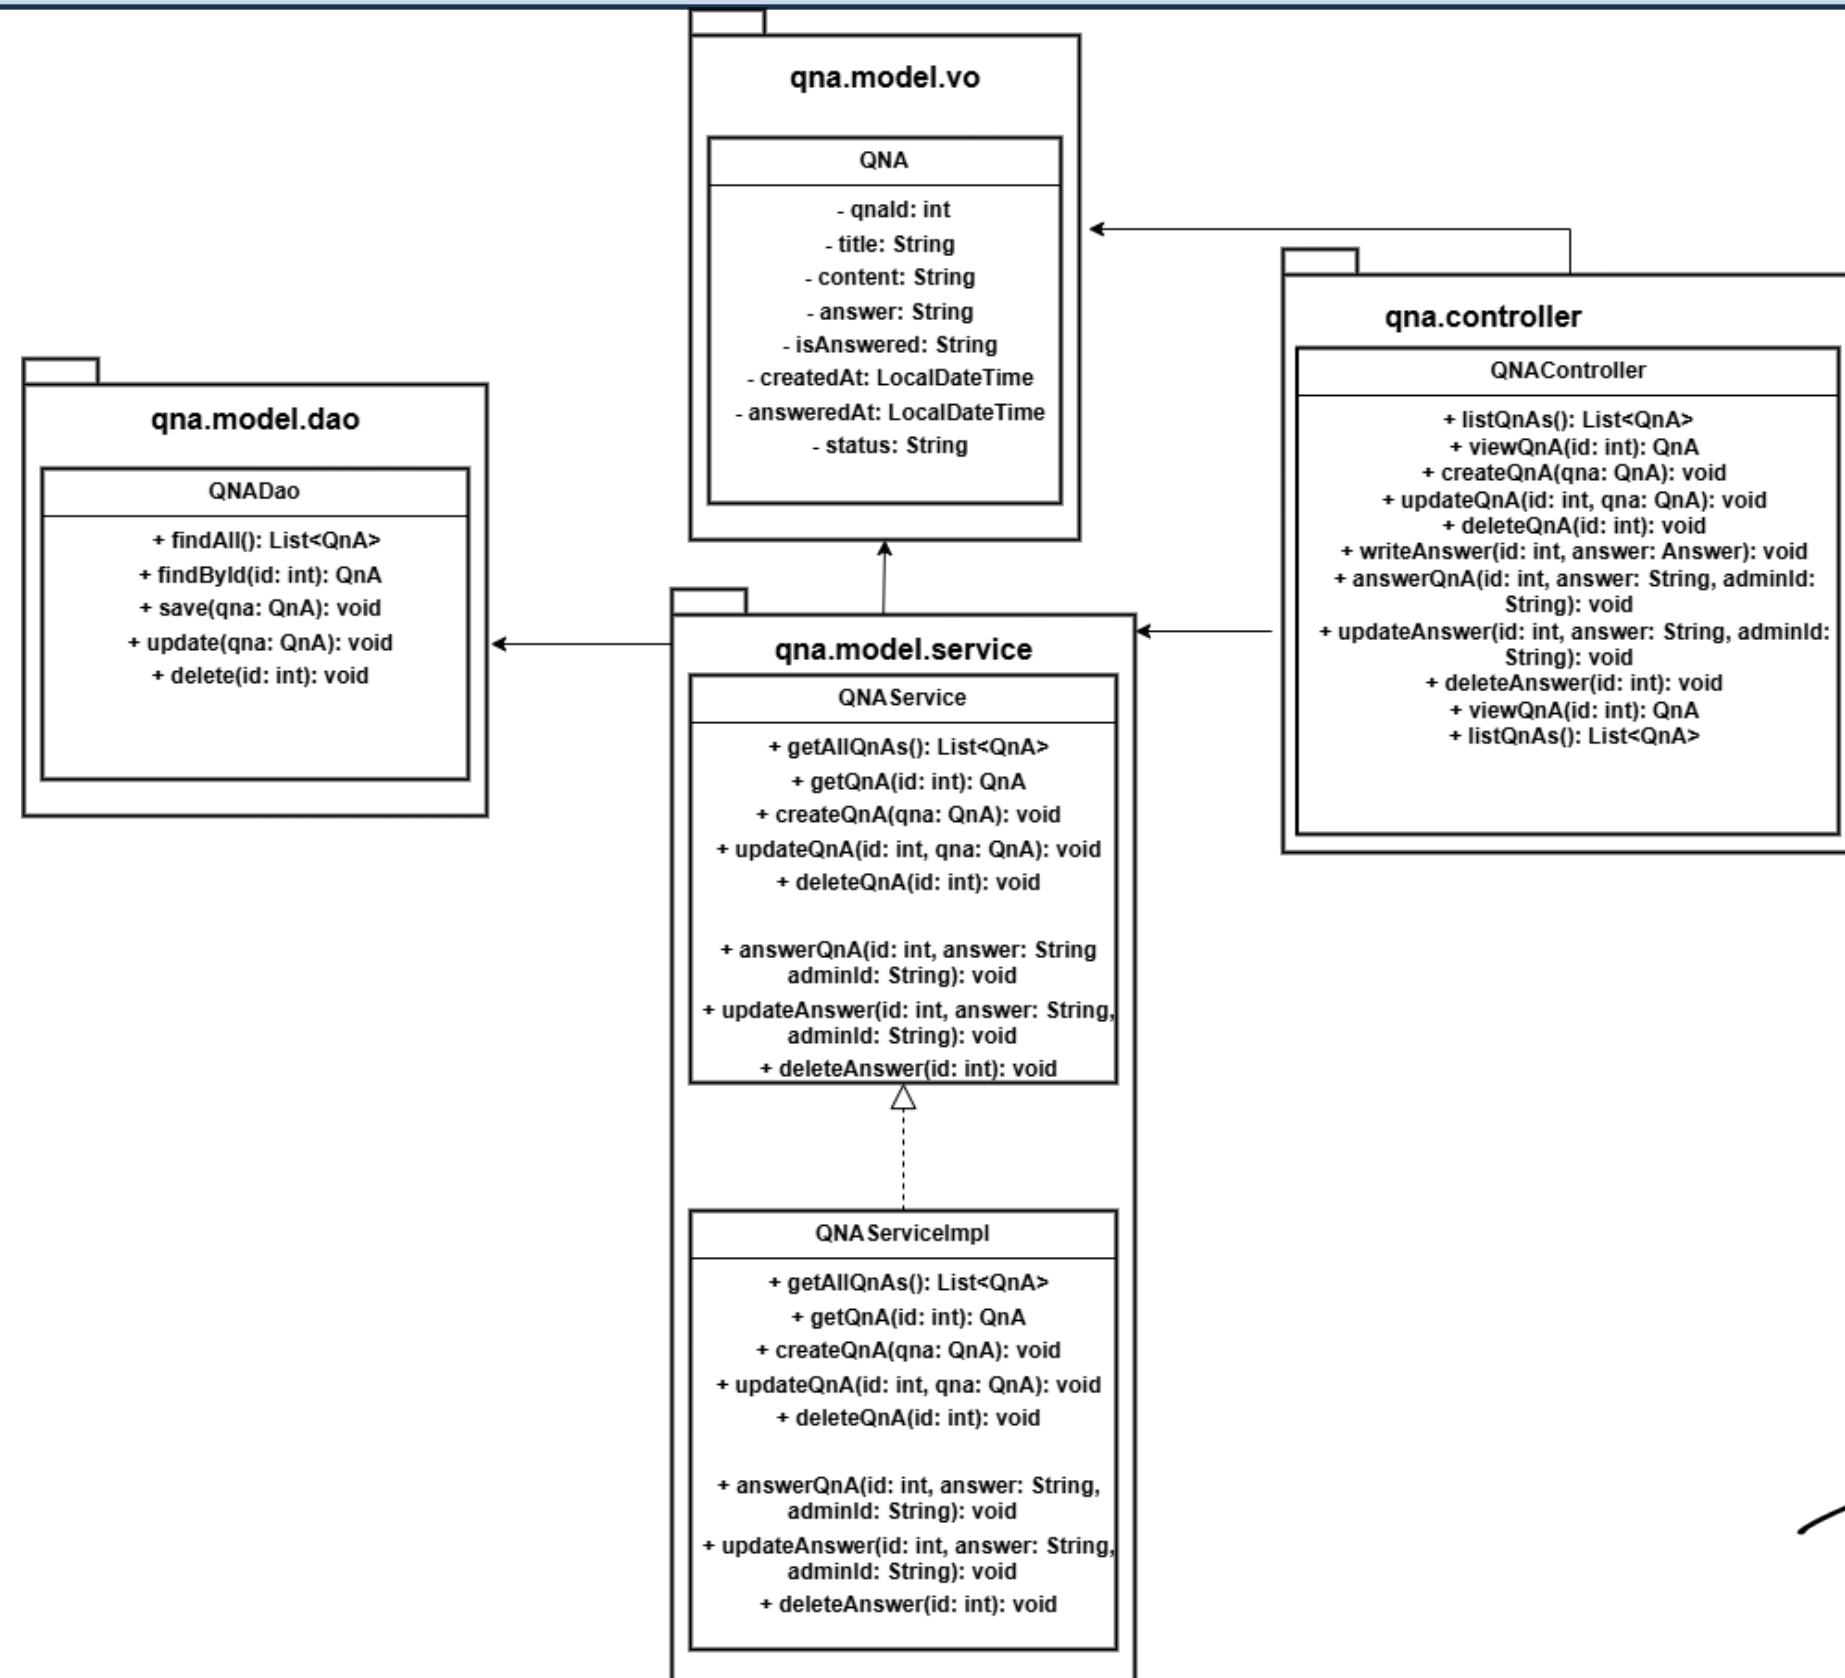 qna.model.vo
QNA
- qnaId: int
- title: String
- content: String
- answer: String
- isAnswered: String
- createdAt: LocalDateTime
- answeredAt: LocalDateTime
- status: String
qna.controller
QNAController
+ listQnAs(): List<QnA>
+ viewQnA(id: int): QnA
+ createQnA(qna: QnA): void
+ updateQnA(id: int, qna: QnA): void
+ deleteQnA(id: int): void
+ writeAnswer(id: int, answer: Answer): void
+ answerQnA(id: int, answer: String, adminId:
String): void
+ updateAnswer(id: int, answer: String, adminId:
String): void
+ deleteAnswer(id: int): void
+ viewQnA(id: int): QnA
+ listQnAs(): List<QnA>
qna.model.dao
QNADao
+ findAll(): List<QnA>
+ findById(id: int): QnA
+ save(qna: QnA): void
+ update(qna: QnA): void
+ delete(id: int): void
qna.model.service
QNAService
+ getAllQnAs(): List<QnA>
+ getQnA(id: int): QnA
+ createQnA(qna: QnA): void
+ updateQnA(id: int, qna: QnA): void
+ deleteQnA(id: int): void
+ answerQnA(id: int, answer: String
adminId: String): void
+ updateAnswer(id: int, answer: String,
adminId: String): void
+ deleteAnswer(id: int): void
QNAServiceImpl
+ getAllQnAs(): List<QnA>
+ getQnA(id: int): QnA
+ createQnA(qna: QnA): void
+ updateQnA(id: int, qna: QnA): void
+ deleteQnA(id: int): void
+ answerQnA(id: int, answer: String,
adminId: String): void
+ updateAnswer(id: int, answer: String,
adminId: String): void
+ deleteAnswer(id: int): void